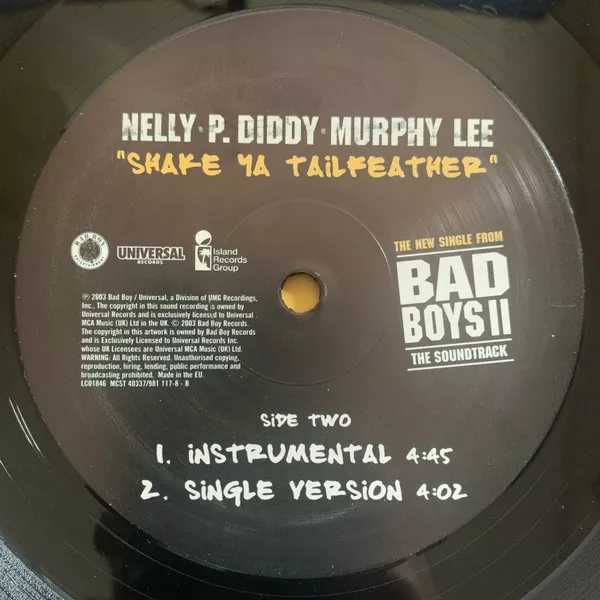 NELLY · P. DIDDY · MURPHY LEE
"SHAKE YA TAILFEATHER"
BAD BOY
ENTERTAINMENT
UNIVERSAL
RECORDS
Island
Records
Group
THE NEW SINGLE FROM
BAD
BOYS II
THE SOUNDTRACK
℗ 2003 Bad Boy / Universal, a Division of UMG Recordings,
Inc., The copyright in this sound recording is owned by
Universal Records and is exclusively licensed to Universal
MCA Music (UK) Ltd in the UK. © 2003 Bad Boy Records.
The copyright in this artwork is owned by Bad Boy Records
and is Exclusively Licensed to Universal Records Inc.
whose UK Licensees are Universal MCA Music (UK) Ltd.
WARNING: All Rights Reserved. Unauthorised copying,
reproduction, hiring, lending, public performance and
broadcasting prohibited. Made in the EU.
LC01846 MCST 40337/981 117-8 - B
SiDE TWO
1. iNSTRUMENTAL 4:45
2. SiNGLE VERSiON 4:02